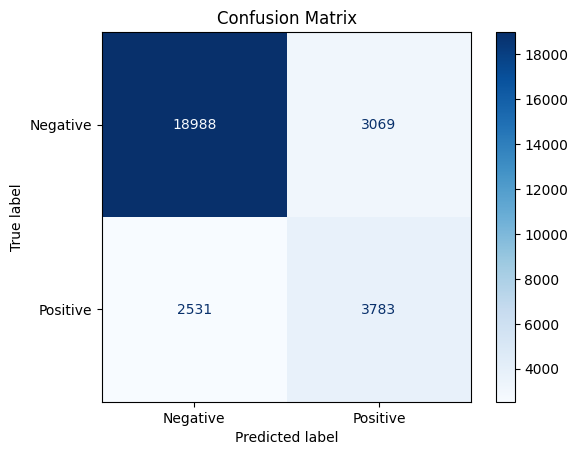 Confusion Matrix
True label
Negative
18988
3069
Positive
2531
3783
Negative
Positive
Predicted label
18000
16000
14000
12000
10000
8000
6000
4000